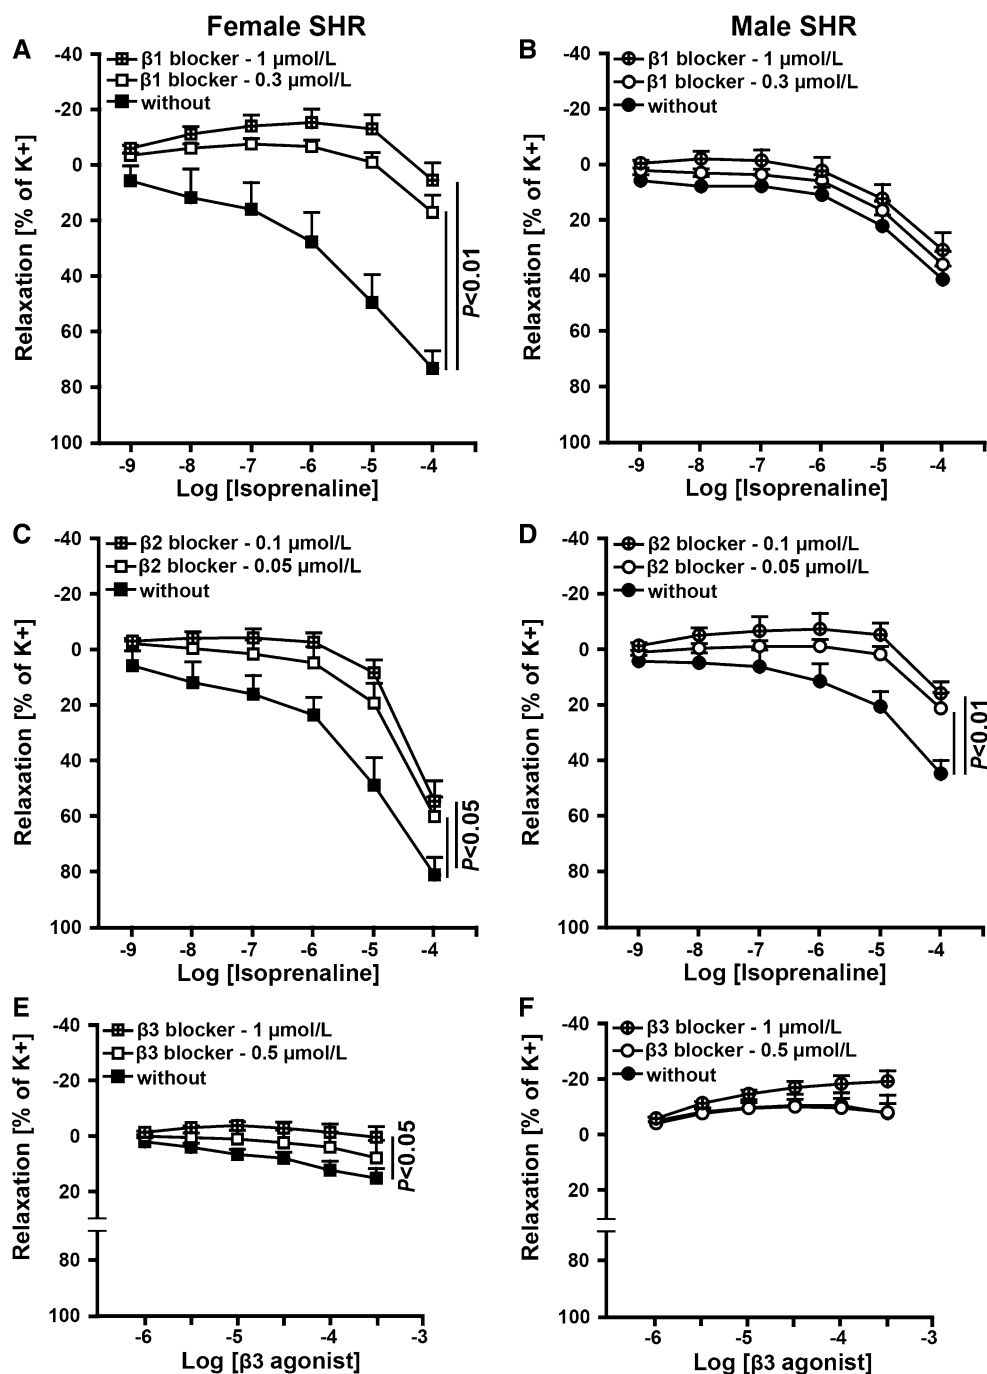 Female SHR
Male SHR
A
β1 blocker - 1 µmol/L
β1 blocker - 0.3 µmol/L
without
-40
-20
0
20
40
60
80
100
Relaxation [% of K+]
P<0.01
-9 -8 -7 -6 -5 -4
Log [Isoprenaline]
B
β1 blocker - 1 µmol/L
β1 blocker - 0.3 µmol/L
without
-40
-20
0
20
40
60
80
100
Relaxation [% of K+]
-9 -8 -7 -6 -5 -4
Log [Isoprenaline]
C
β2 blocker - 0.1 µmol/L
β2 blocker - 0.05 µmol/L
without
-40
-20
0
20
40
60
80
100
Relaxation [% of K+]
P<0.05
-9 -8 -7 -6 -5 -4
Log [Isoprenaline]
D
β2 blocker - 0.1 µmol/L
β2 blocker - 0.05 µmol/L
without
-40
-20
0
20
40
60
80
100
Relaxation [% of K+]
P<0.01
-9 -8 -7 -6 -5 -4
Log [Isoprenaline]
E
β3 blocker - 1 µmol/L
β3 blocker - 0.5 µmol/L
without
-40
-20
0
20
80
100
Relaxation [% of K+]
P<0.05
-6 -5 -4 -3
Log [β3 agonist]
F
β3 blocker - 1 µmol/L
β3 blocker - 0.5 µmol/L
without
-40
-20
0
20
80
100
Relaxation [% of K+]
-6 -5 -4 -3
Log [β3 agonist]